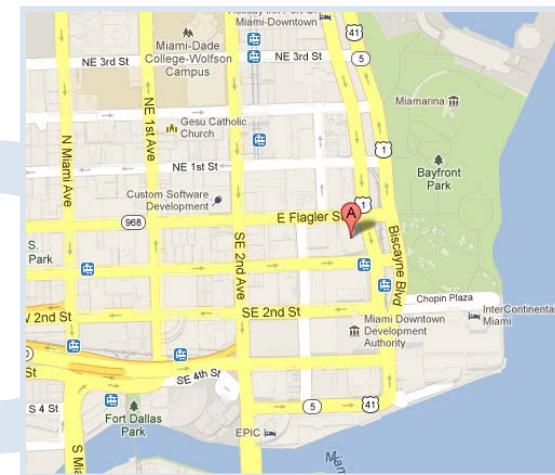 Miami-Downtown
41
Miami-Dade
College-Wolfson
Campus
NE 3rd St
NE 3rd St
5
N Miami Ave
NE 1st Ave
Gesu Catholic
Church
Miamarina
1
NE 1st St
Bayfront
Park
Custom Software
Development
968
E Flagler St
A
1
S.
Park
SE 2nd Ave
Biscayne Blvd
Chopin Plaza
InterContinental
Miami
2nd St
SE 2nd St
Miami Downtown
Development
Authority
St
SE 4th St
S 4 St
Fort Dallas
Park
5
41
EPIC